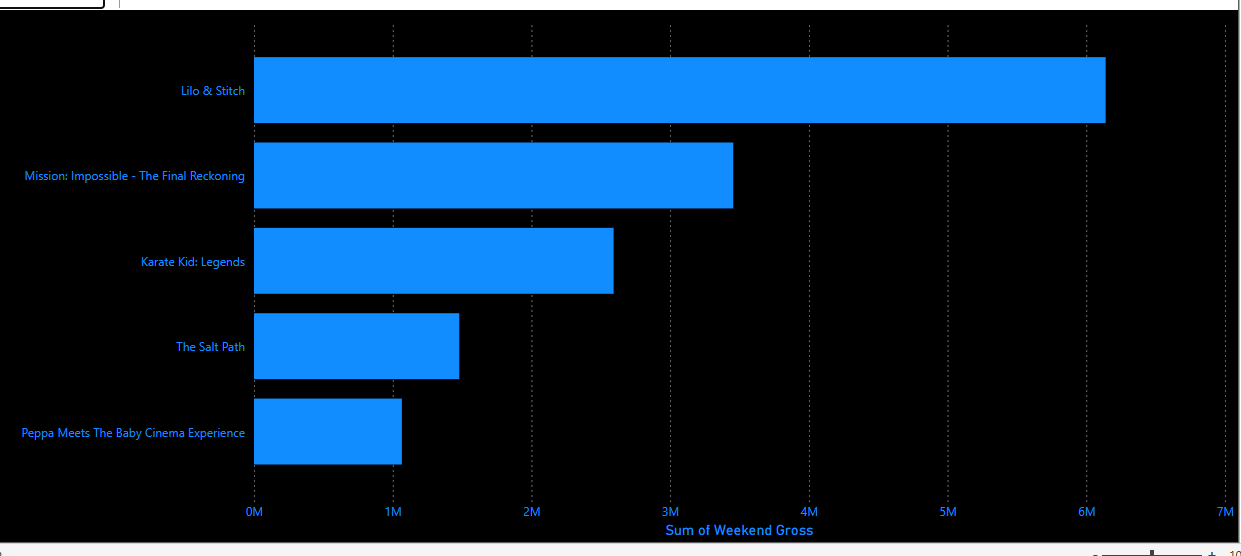 Lilo & Stitch
Mission: Impossible - The Final Reckoning
Karate Kid: Legends
The Salt Path
Peppa Meets The Baby Cinema Experience
0M 1M 2M 3M 4M 5M 6M 7M
Sum of Weekend Gross